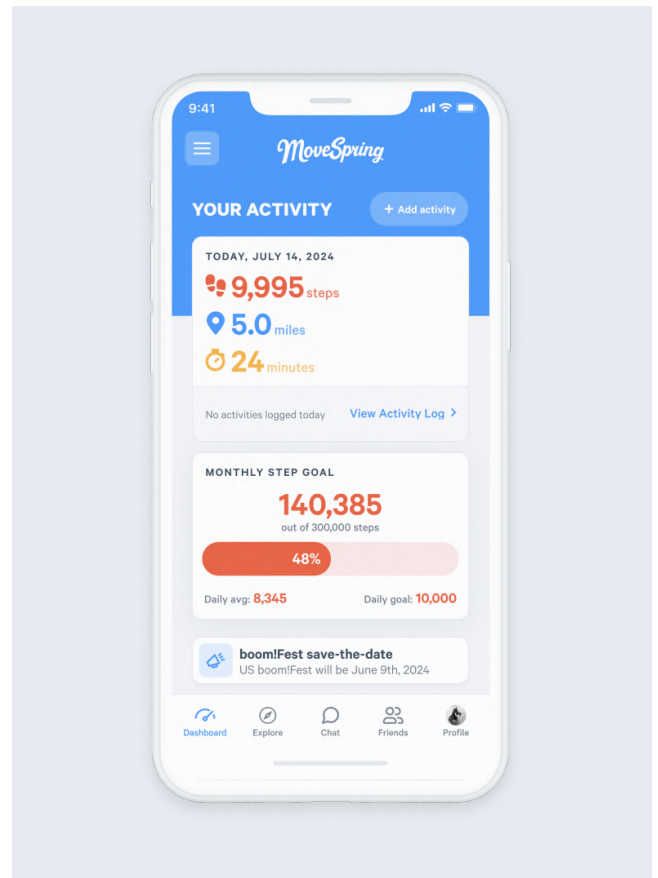 9:41
MoveSpring
YOUR ACTIVITY
+ Add activity
TODAY, JULY 14, 2024
9,995 steps
5.0 miles
24 minutes
No activities logged today
View Activity Log >
MONTHLY STEP GOAL
140,385
out of 300,000 steps
48%
Daily avg: 8,345
Daily goal: 10,000
boom!Fest save-the-date
US boom!Fest will be June 9th, 2024
Dashboard
Explore
Chat
Friends
Profile